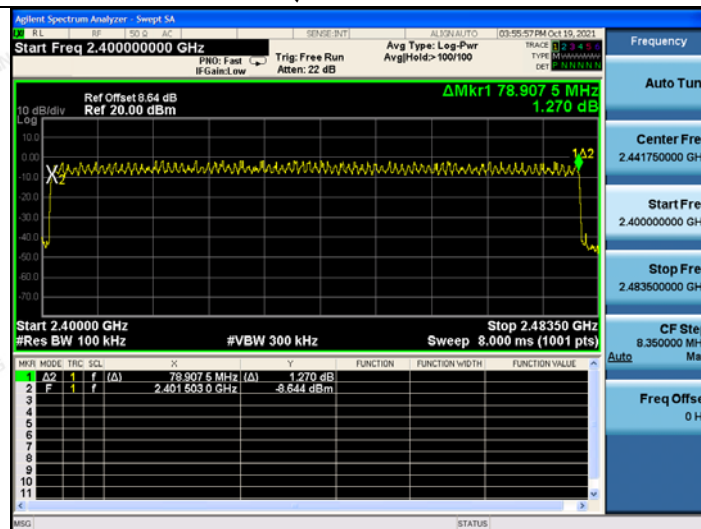 Agilent Spectrum Analyzer - Swept SA
RL RF 50 Ω AC SENSE:INT ALIGN AUTO 03:55:57 PM Oct 19, 2021
Start Freq 2.400000000 GHz
PNO: Fast
IFGain:Low
Trig: Free Run
Atten: 22 dB
Avg Type: Log-Pwr
Avg|Hold:>100/100
TRACE 1 2 3 4 5 6
TYPE M
DET P N N N N N
Ref Offset 8.64 dB
10 dB/div Ref 20.00 dBm
Log
ΔMkr1 78.907 5 MHz
1.270 dB
10.0
0.00
-10.0
-20.0
-30.0
-40.0
-50.0
-60.0
-70.0
1Δ2
X2
Start 2.40000 GHz Stop 2.48350 GHz
#Res BW 100 kHz #VBW 300 kHz Sweep 8.000 ms (1001 pts)
MKR MODE TRC SCL X Y FUNCTION FUNCTION WIDTH FUNCTION VALUE
1 Δ2 1 f (Δ) 78.907 5 MHz (Δ) 1.270 dB
2 F 1 f 2.401 503 0 GHz -8.644 dBm
3
4
5
6
7
8
9
10
11
MSG STATUS
Frequency
Auto Tun
Center Fre
2.441750000 GH
Start Fre
2.400000000 GH
Stop Fre
2.483500000 GH
CF Ste
8.350000 MH
Auto Ma
Freq Offse
0 H